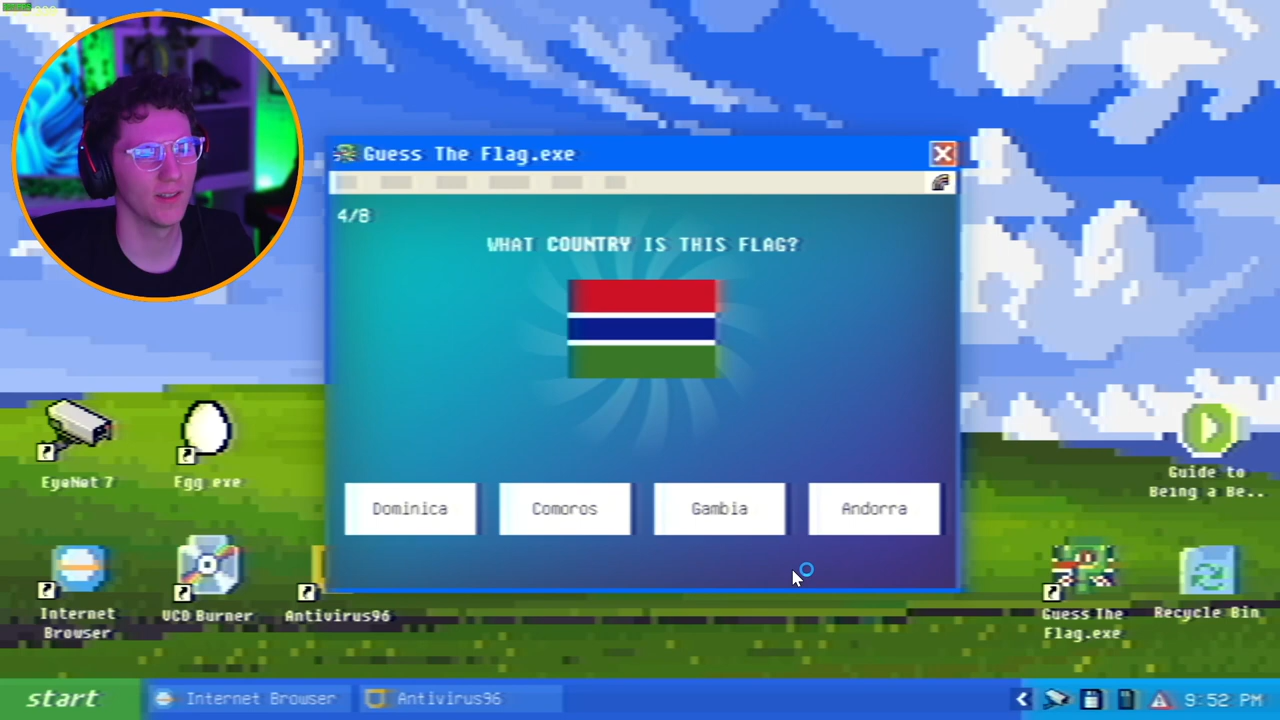 Guess The Flag.exe
4/8
WHAT COUNTRY IS THIS FLAG?
Dominica
Comoros
Gambia
Andorra
EyeNet 7
Egg exe
Guide to
Being a Be..
Internet
Browser
VCD Burner
Antivirus96
Guess The
Flag.exe
Recycle Bin
start
Internet Browser
Antivirus96
9:52 PM